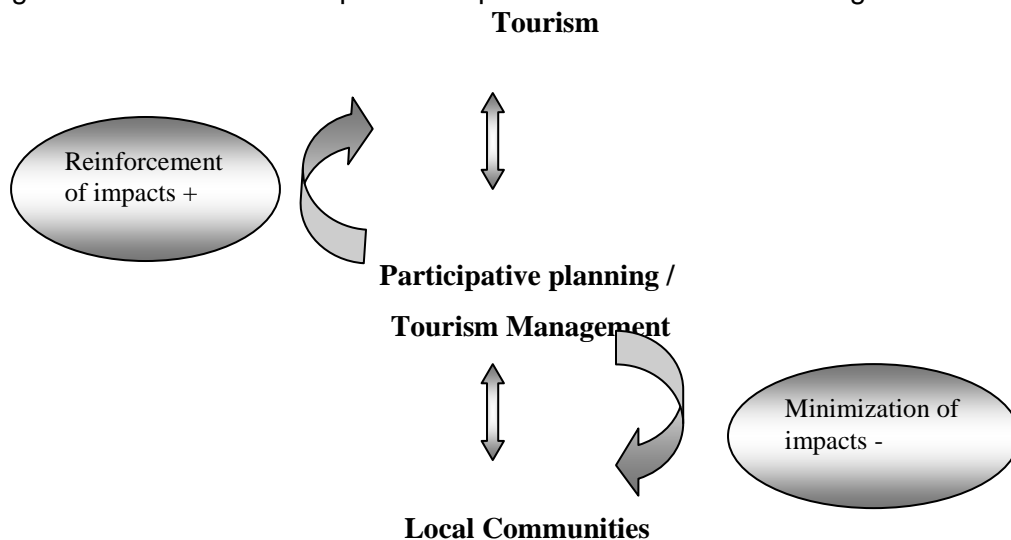 Tourism
Reinforcement
of impacts +
Participative planning /
Tourism Management
Minimization of
impacts -
Local Communities